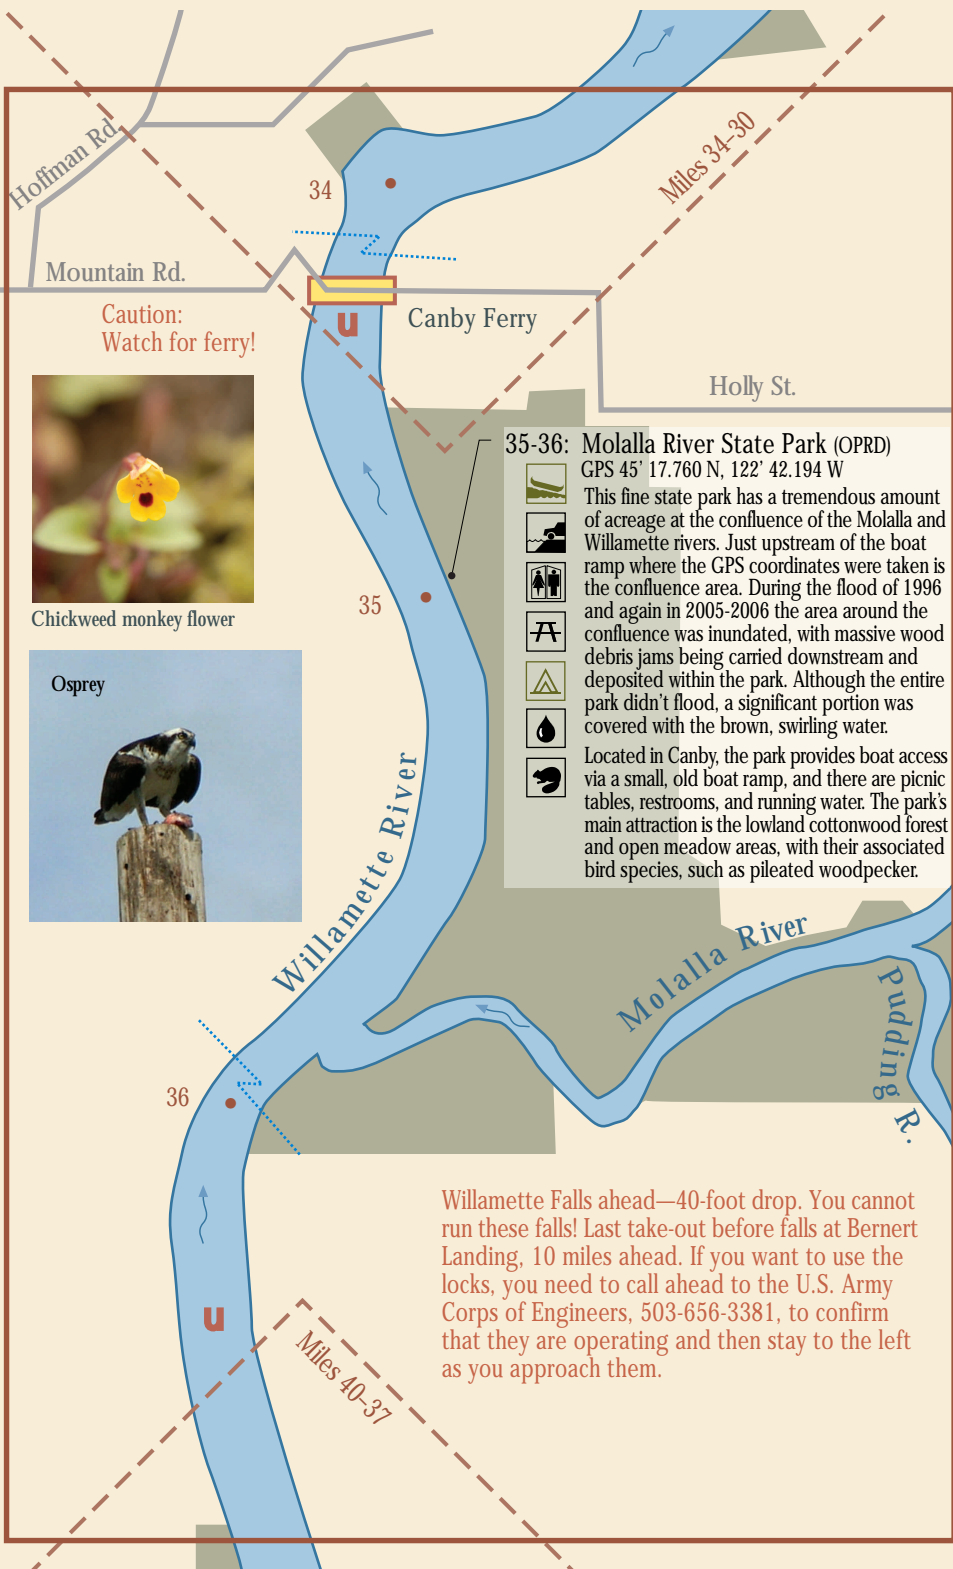 Hoffman Rd.
Miles 34–30
34
Mountain Rd.
Caution:
Watch for ferry!
u
Canby Ferry
Holly St.
35-36: Molalla River State Park (OPRD)
GPS 45’ 17.760 N, 122’ 42.194 W
This fine state park has a tremendous amount
of acreage at the confluence of the Molalla and
Willamette rivers. Just upstream of the boat
ramp where the GPS coordinates were taken is
the confluence area. During the flood of 1996
and again in 2005-2006 the area around the
confluence was inundated, with massive wood
debris jams being carried downstream and
deposited within the park. Although the entire
park didn’t flood, a significant portion was
covered with the brown, swirling water.
Located in Canby, the park provides boat access
via a small, old boat ramp, and there are picnic
tables, restrooms, and running water. The park’s
main attraction is the lowland cottonwood forest
and open meadow areas, with their associated
bird species, such as pileated woodpecker.
35
Chickweed monkey flower
Osprey
Willamette River
Molalla River
Pudding R.
36
Willamette Falls ahead—40-foot drop. You cannot
run these falls! Last take-out before falls at Bernert
Landing, 10 miles ahead. If you want to use the
locks, you need to call ahead to the U.S. Army
Corps of Engineers, 503-656-3381, to confirm
that they are operating and then stay to the left
as you approach them.
u
Miles 40–37